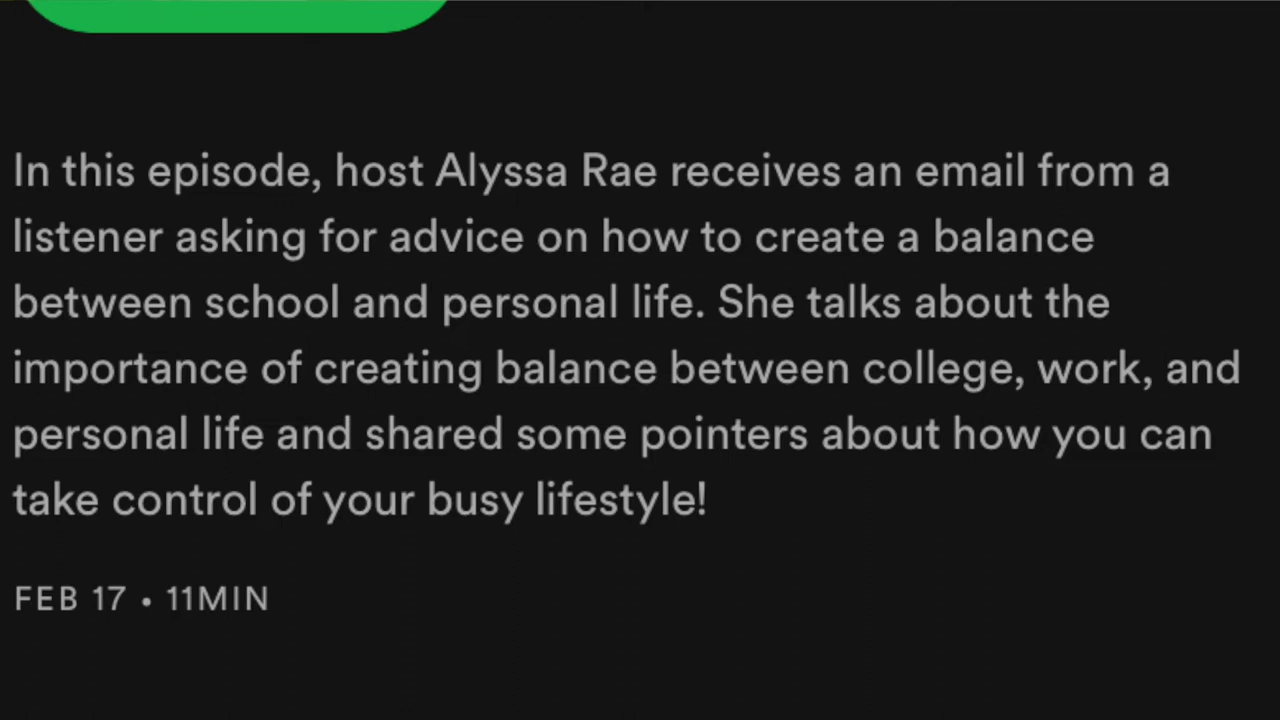 In this episode, host Alyssa Rae receives an email from a
listener asking for advice on how to create a balance
between school and personal life. She talks about the
importance of creating balance between college, work, and
personal life and shared some pointers about how you can
take control of your busy lifestyle!
FEB 17 • 11MIN